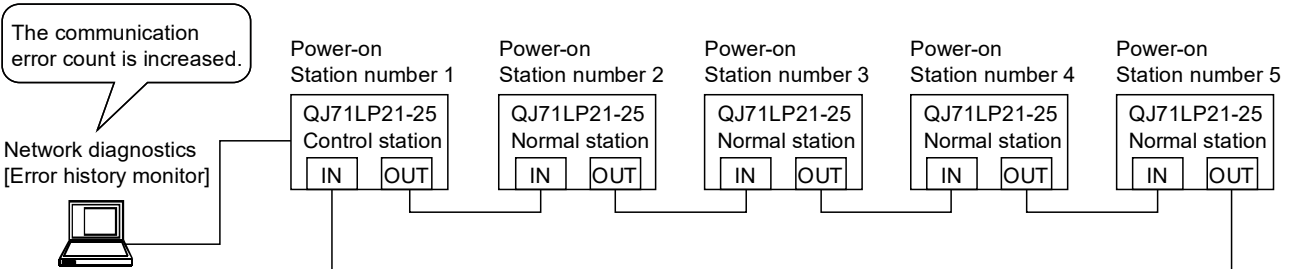 The communication
error count is increased.
Network diagnostics
[Error history monitor]
Power-on
Station number 1
QJ71LP21-25
Control station
IN OUT
Power-on
Station number 2
QJ71LP21-25
Normal station
IN OUT
Power-on
Station number 3
QJ71LP21-25
Normal station
IN OUT
Power-on
Station number 4
QJ71LP21-25
Normal station
IN OUT
Power-on
Station number 5
QJ71LP21-25
Normal station
IN OUT